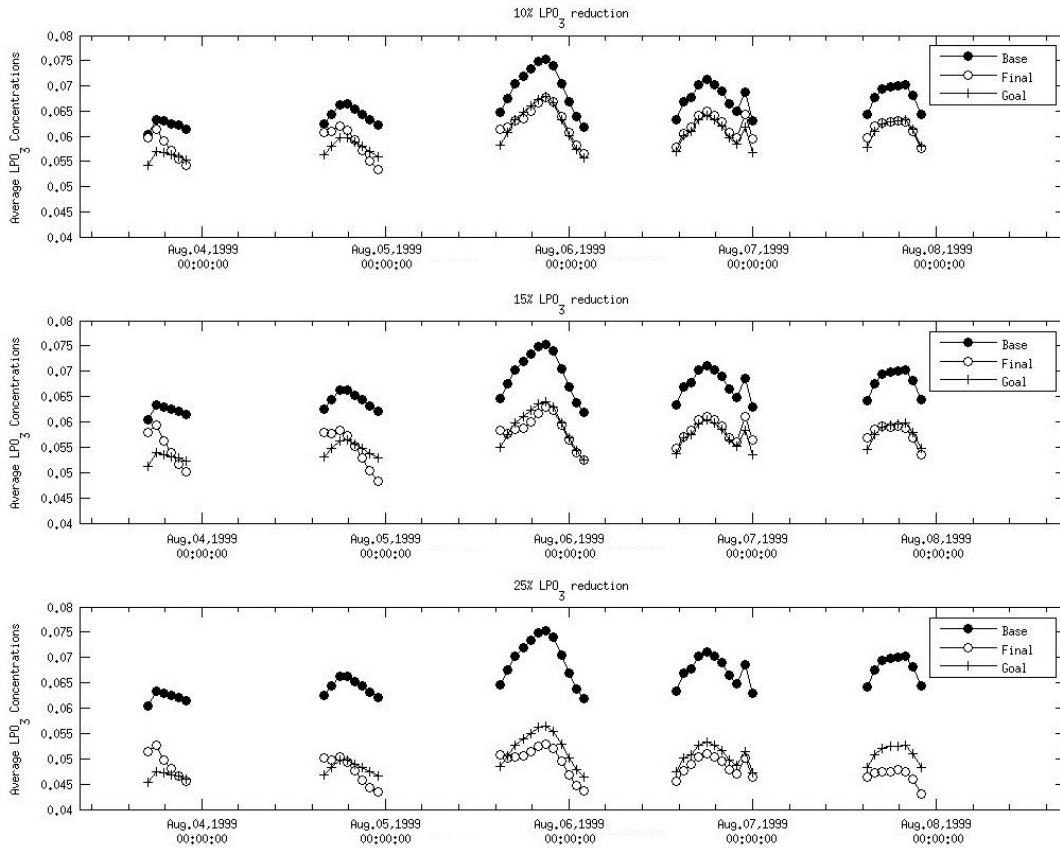 10% LPO3 reduction
0.08
0.075
0.07
0.065
0.06
0.055
0.05
0.045
0.04
Average LPO3 Concentrations
Base
Final
Goal
Aug.04,1999 Aug.05,1999 Aug.06,1999 Aug.07,1999 Aug.08,1999
00:00:00 00:00:00 00:00:00 00:00:00 00:00:00
15% LPO3 reduction
0.08
0.075
0.07
0.065
0.06
0.055
0.05
0.045
0.04
Average LPO3 Concentrations
Base
Final
Goal
Aug.04,1999 Aug.05,1999 Aug.06,1999 Aug.07,1999 Aug.08,1999
00:00:00 00:00:00 00:00:00 00:00:00 00:00:00
25% LPO3 reduction
0.08
0.075
0.07
0.065
0.06
0.055
0.05
0.045
0.04
Average LPO3 Concentrations
Base
Final
Goal
Aug.04,1999 Aug.05,1999 Aug.06,1999 Aug.07,1999 Aug.08,1999
00:00:00 00:00:00 00:00:00 00:00:00 00:00:00